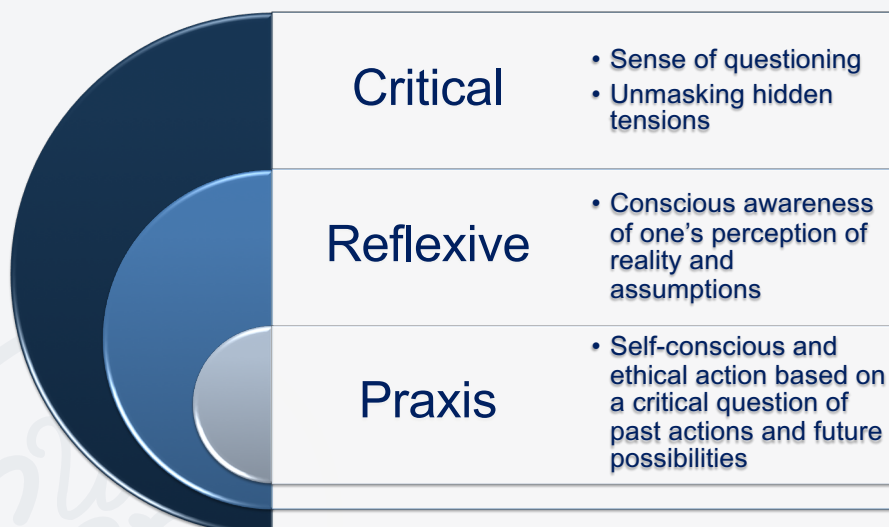 Critical
• Sense of questioning
• Unmasking hidden
tensions
Reflexive
• Conscious awareness
of one's perception of
reality and
assumptions
Praxis
• Self-conscious and
ethical action based on
a critical question of
past actions and future
possibilities